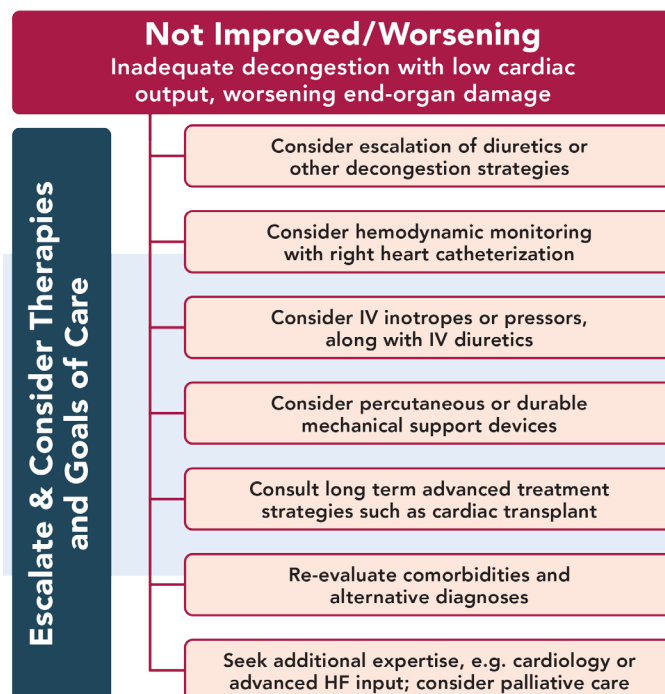 Not Improved/Worsening
Inadequate decongestion with low cardiac
output, worsening end-organ damage
Escalate & Consider Therapies
and Goals of Care
Consider escalation of diuretics or
other decongestion strategies
Consider hemodynamic monitoring
with right heart catheterization
Consider IV inotropes or pressors,
along with IV diuretics
Consider percutaneous or durable
mechanical support devices
Consult long term advanced treatment
strategies such as cardiac transplant
Re-evaluate comorbidities and
alternative diagnoses
Seek additional expertise, e.g. cardiology or
advanced HF input; consider palliative care